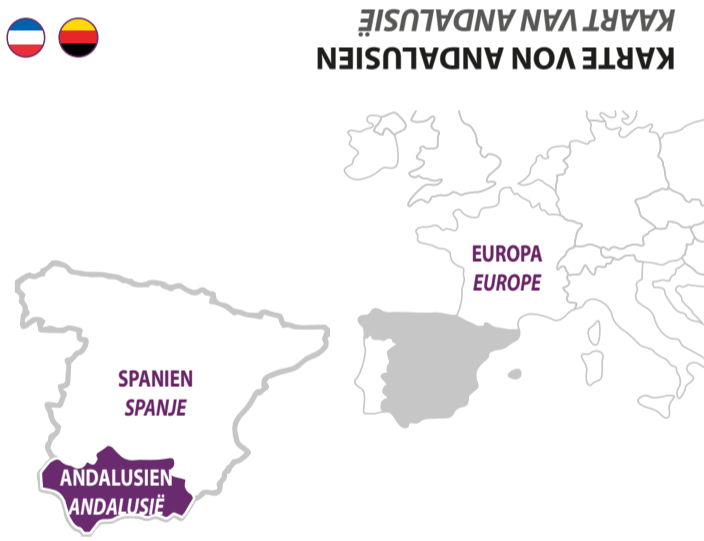 KARTE VON ANDALUSIEN
KAART VAN ANDALUSIË
EUROPA
EUROPE
SPANIEN
SPANJE
ANDALUSIEN
ANDALUSIË